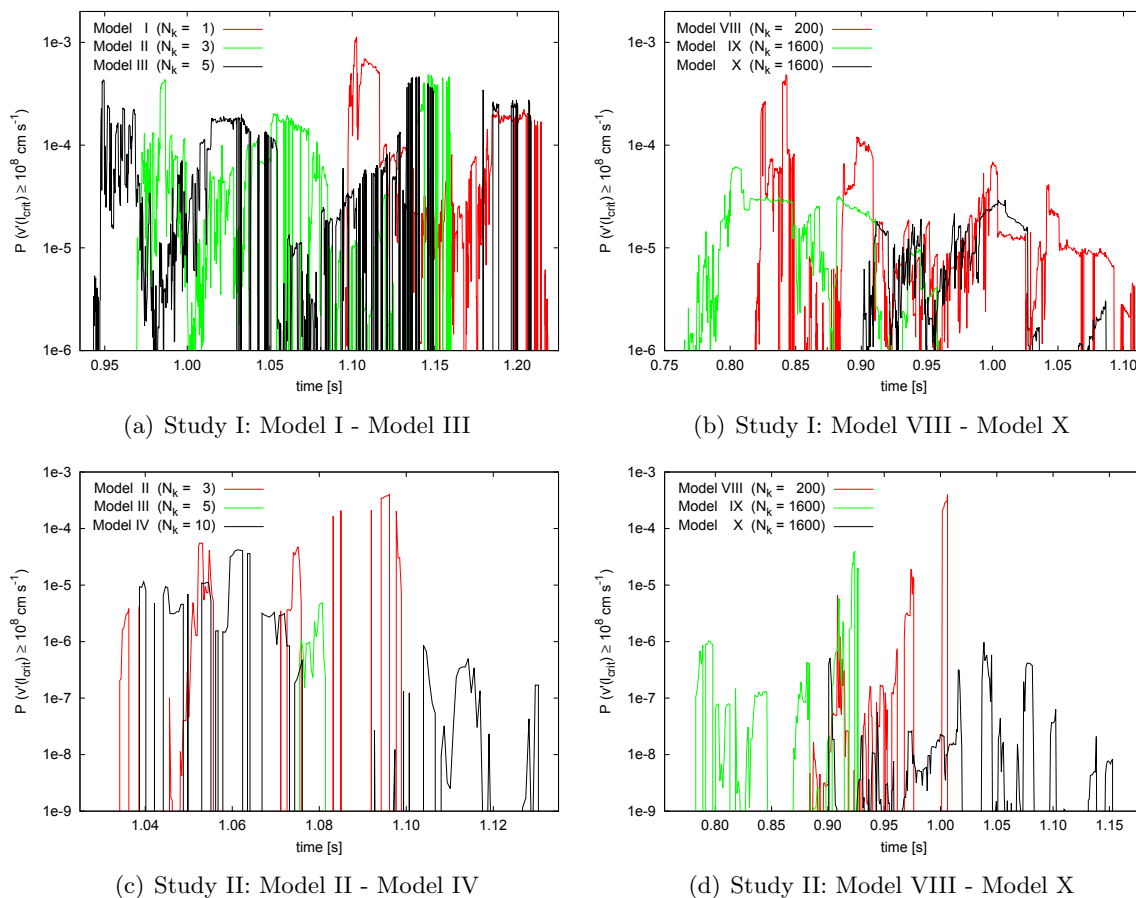 P (v'(l_crit) ≥ 10^8 cm s^-1)
1e-3
1e-4
1e-5
1e-6
Model I (N_k = 1)
Model II (N_k = 3)
Model III (N_k = 5)
0.95 1.00 1.05 1.10 1.15 1.20
time [s]
(a) Study I: Model I - Model III
P (v'(l_crit) ≥ 10^8 cm s^-1)
1e-3
1e-4
1e-5
1e-6
Model VIII (N_k = 200)
Model IX (N_k = 1600)
Model X (N_k = 1600)
0.75 0.80 0.85 0.90 0.95 1.00 1.05 1.10
time [s]
(b) Study I: Model VIII - Model X
P (v'(l_crit) ≥ 10^8 cm s^-1)
1e-3
1e-4
1e-5
1e-6
1e-7
1e-8
1e-9
Model II (N_k = 3)
Model III (N_k = 5)
Model IV (N_k = 10)
1.04 1.06 1.08 1.10 1.12
time [s]
(c) Study II: Model II - Model IV
P (v'(l_crit) ≥ 10^8 cm s^-1)
1e-3
1e-4
1e-5
1e-6
1e-7
1e-8
1e-9
Model VIII (N_k = 200)
Model IX (N_k = 1600)
Model X (N_k = 1600)
0.80 0.85 0.90 0.95 1.00 1.05 1.10 1.15
time [s]
(d) Study II: Model VIII - Model X